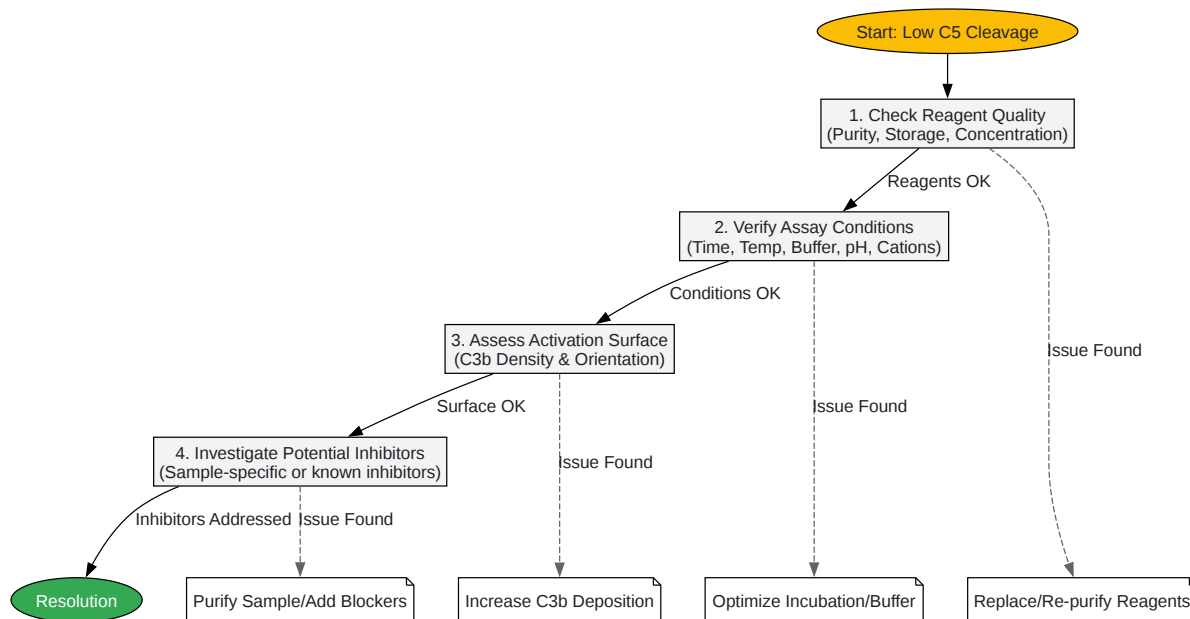 Start: Low C5 Cleavage
1. Check Reagent Quality
(Purity, Storage, Concentration)
Reagents OK
2. Verify Assay Conditions
(Time, Temp, Buffer, pH, Cations)
Conditions OK
3. Assess Activation Surface
(C3b Density & Orientation)
Issue Found
Surface OK
Issue Found
4. Investigate Potential Inhibitors
(Sample-specific or known inhibitors)
Issue Found
Inhibitors Addressed
Issue Found
Resolution
Purify Sample/Add Blockers
Increase C3b Deposition
Optimize Incubation/Buffer
Replace/Re-purify Reagents